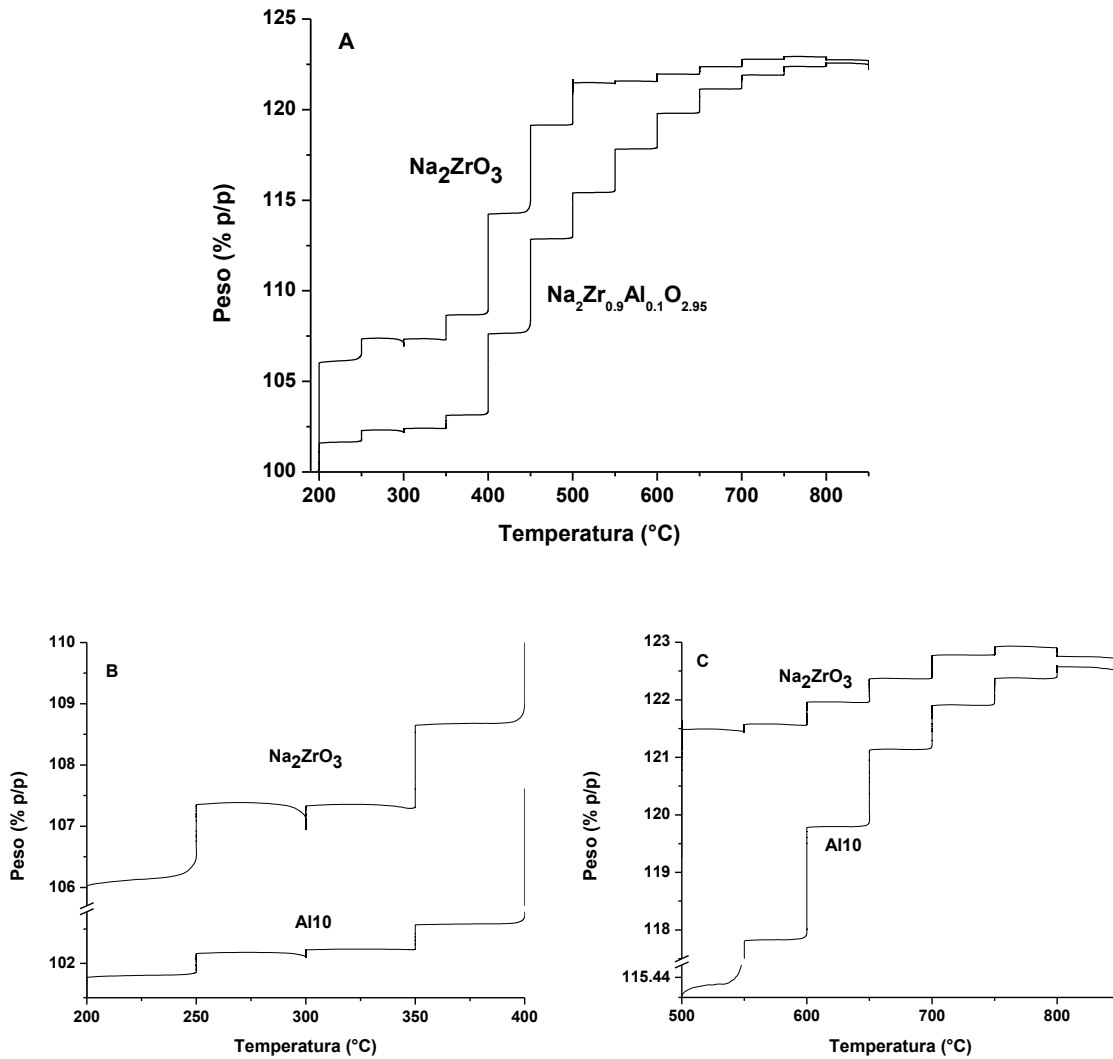 A
125
120
115
110
105
100
Peso (% p/p)
Na2ZrO3
Na2Zr0.9Al0.1O2.95
200 300 400 500 600 700 800
Temperatura (°C)
B
110
109
108
107
106
102
Peso (% p/p)
Na2ZrO3
Al10
200 250 300 350 400
Temperatura (°C)
C
123
122
121
120
119
118
115.44
Peso (% p/p)
Na2ZrO3
Al10
500 600 700 800
Temperatura (°C)